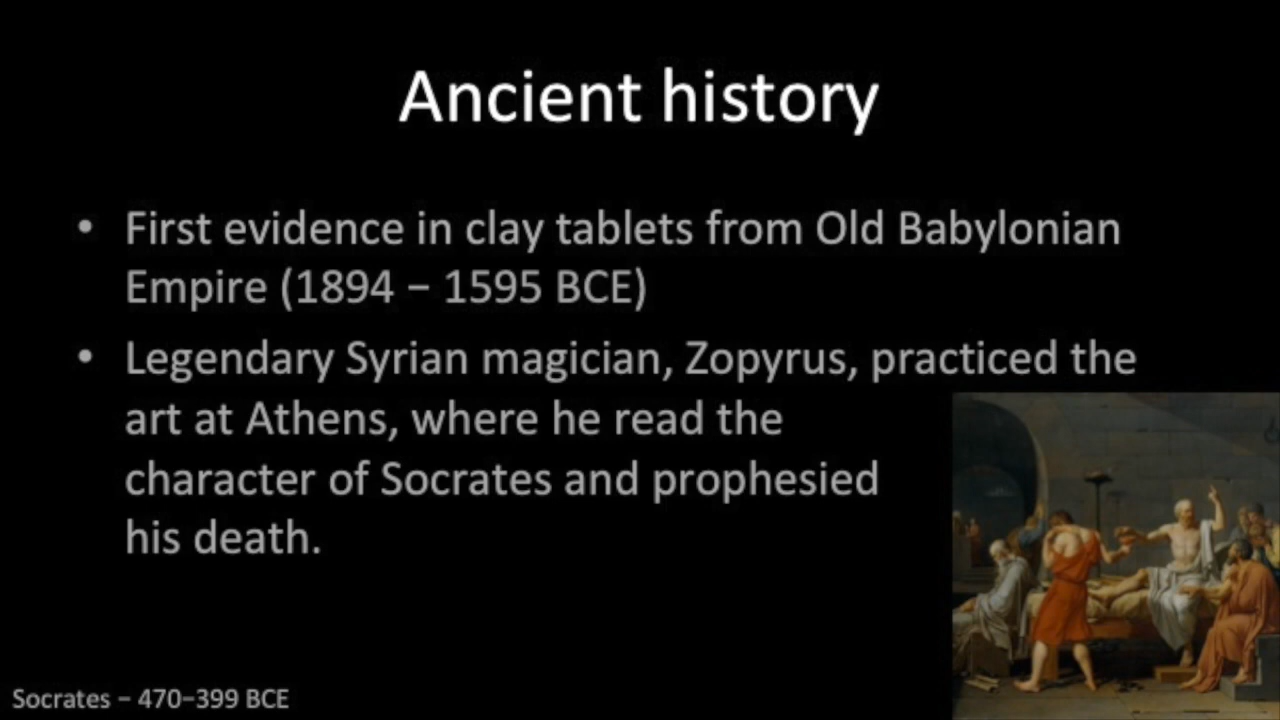 Ancient history
• First evidence in clay tablets from Old Babylonian
Empire (1894 – 1595 BCE)
• Legendary Syrian magician, Zopyrus, practiced the
art at Athens, where he read the
character of Socrates and prophesied
his death.
Socrates – 470–399 BCE